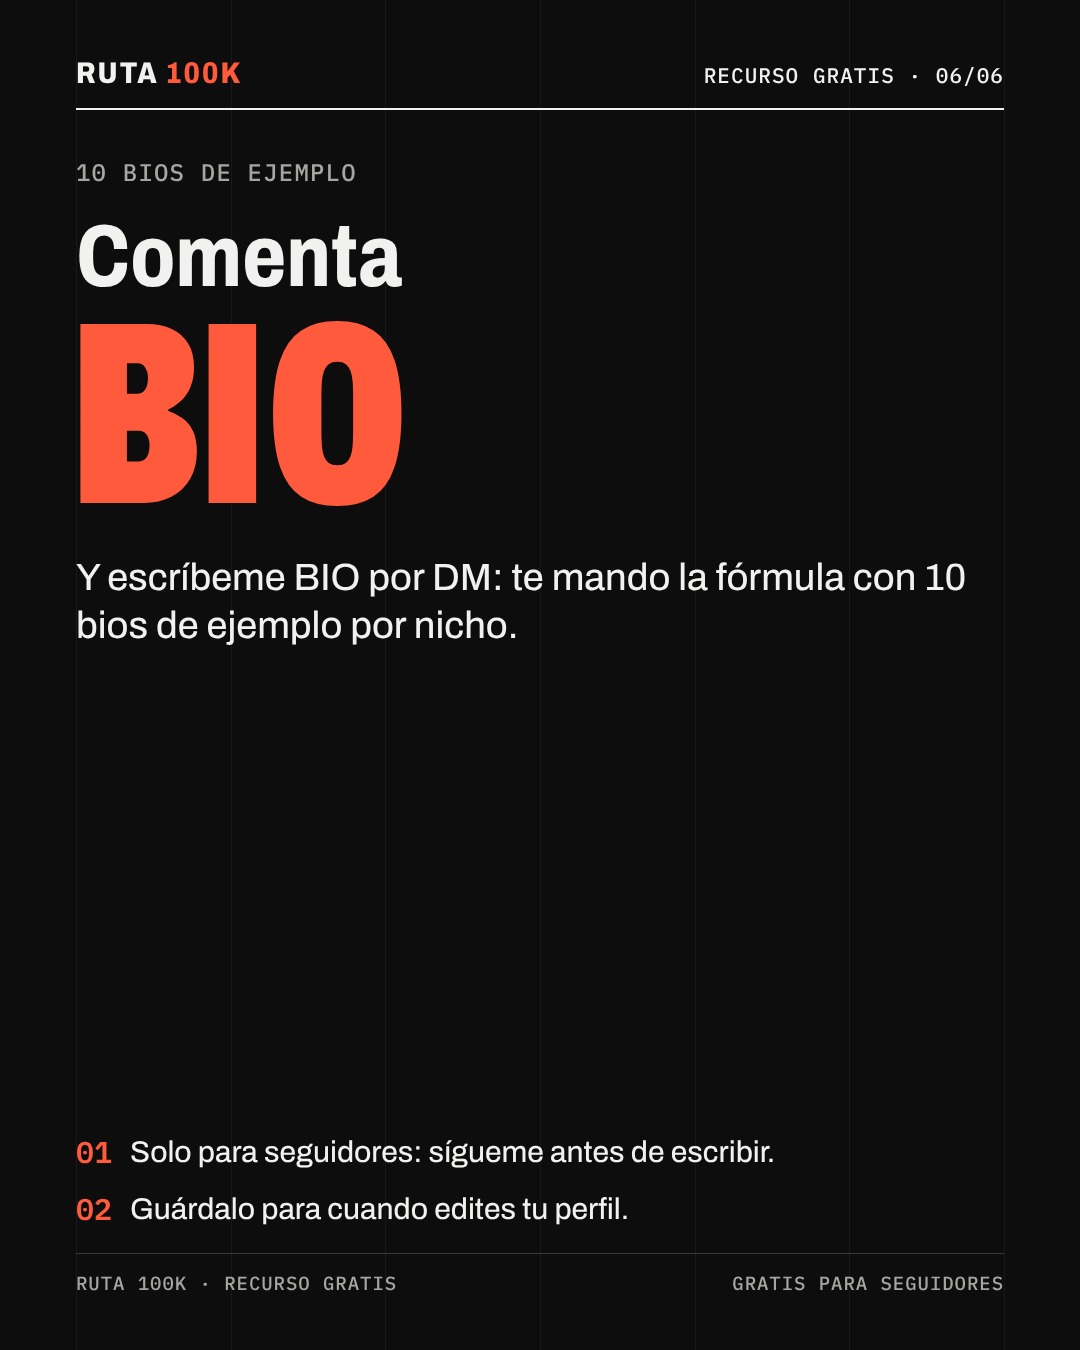 RUTA 100K
RECURSO GRATIS · 06/06
10 BIOS DE EJEMPLO
Comenta
BIO
Y escríbeme BIO por DM: te mando la fórmula con 10
bios de ejemplo por nicho.
01 Solo para seguidores: sígueme antes de escribir.
02 Guárdalo para cuando edites tu perfil.
RUTA 100K · RECURSO GRATIS
GRATIS PARA SEGUIDORES